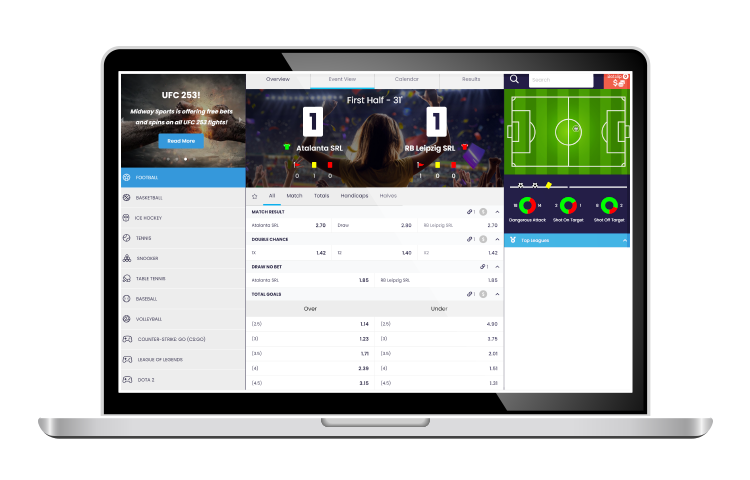 UFC 253!
Midway Sports is offering free bets
and spins on all UFC 253 fights!
Read More
FOOTBALL
BASKETBALL
ICE HOCKEY
TENNIS
SNOOKER
TABLE TENNIS
BASEBALL
VOLLEYBALL
COUNTER-STRIKE: GO (CS:GO)
LEAGUE OF LEGENDS
DOTA 2
Overview Event View Calendar Results
First Half - 31'
1 1
Atalanta SRL RB Leipzig SRL
0 1 0 1 0 0
All Match Totals Handicaps Halves
MATCH RESULT
Atalanta SRL 2.70 Draw 2.80 RB Leipzig SRL 2.70
DOUBLE CHANCE
1X 1.42 12 1.40 X2 1.42
DRAW NO BET
Atalanta SRL 1.85 RB Leipzig SRL 1.85
TOTAL GOALS
Over Under
(2.5) 1.14 (2.5) 4.90
(3) 1.23 (3) 3.75
(3.5) 1.71 (3.5) 2.01
(4) 2.39 (4) 1.51
(4.5) 3.15 (4.5) 1.31
Search
Betslip
Dangerous Attack Shot On Target Shot Off Target
Top Leagues